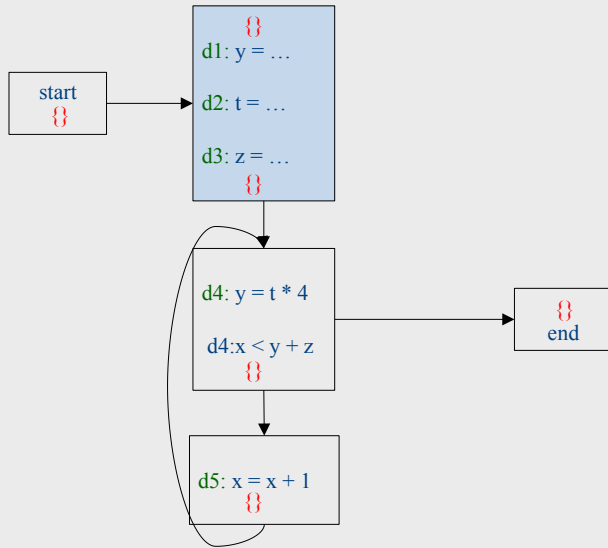 start
{}
{}
d1: y = …
d2: t = …
d3: z = …
{}
d4: y = t * 4
d4:x < y + z
{}
{}
end
d5: x = x + 1
{}